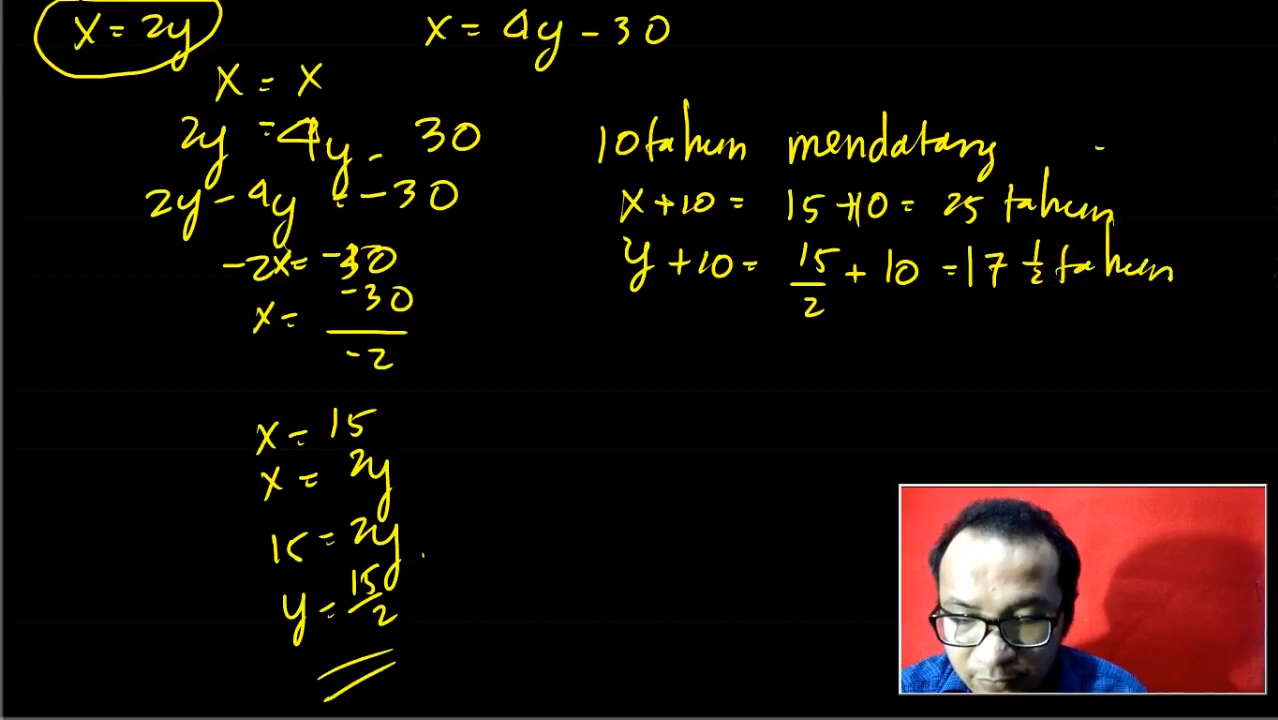 x = 2y
x = 4y - 30
x = x
2y = 4y - 30
2y - 4y = -30
-2x = -30
x = -30/-2
x = 15
x = 2y
15 = 2y
y = 15/2
10 tahun mendatang
x + 10 = 15 + 10 = 25 tahun
y + 10 = 15/2 + 10 = 17 1/2 tahun